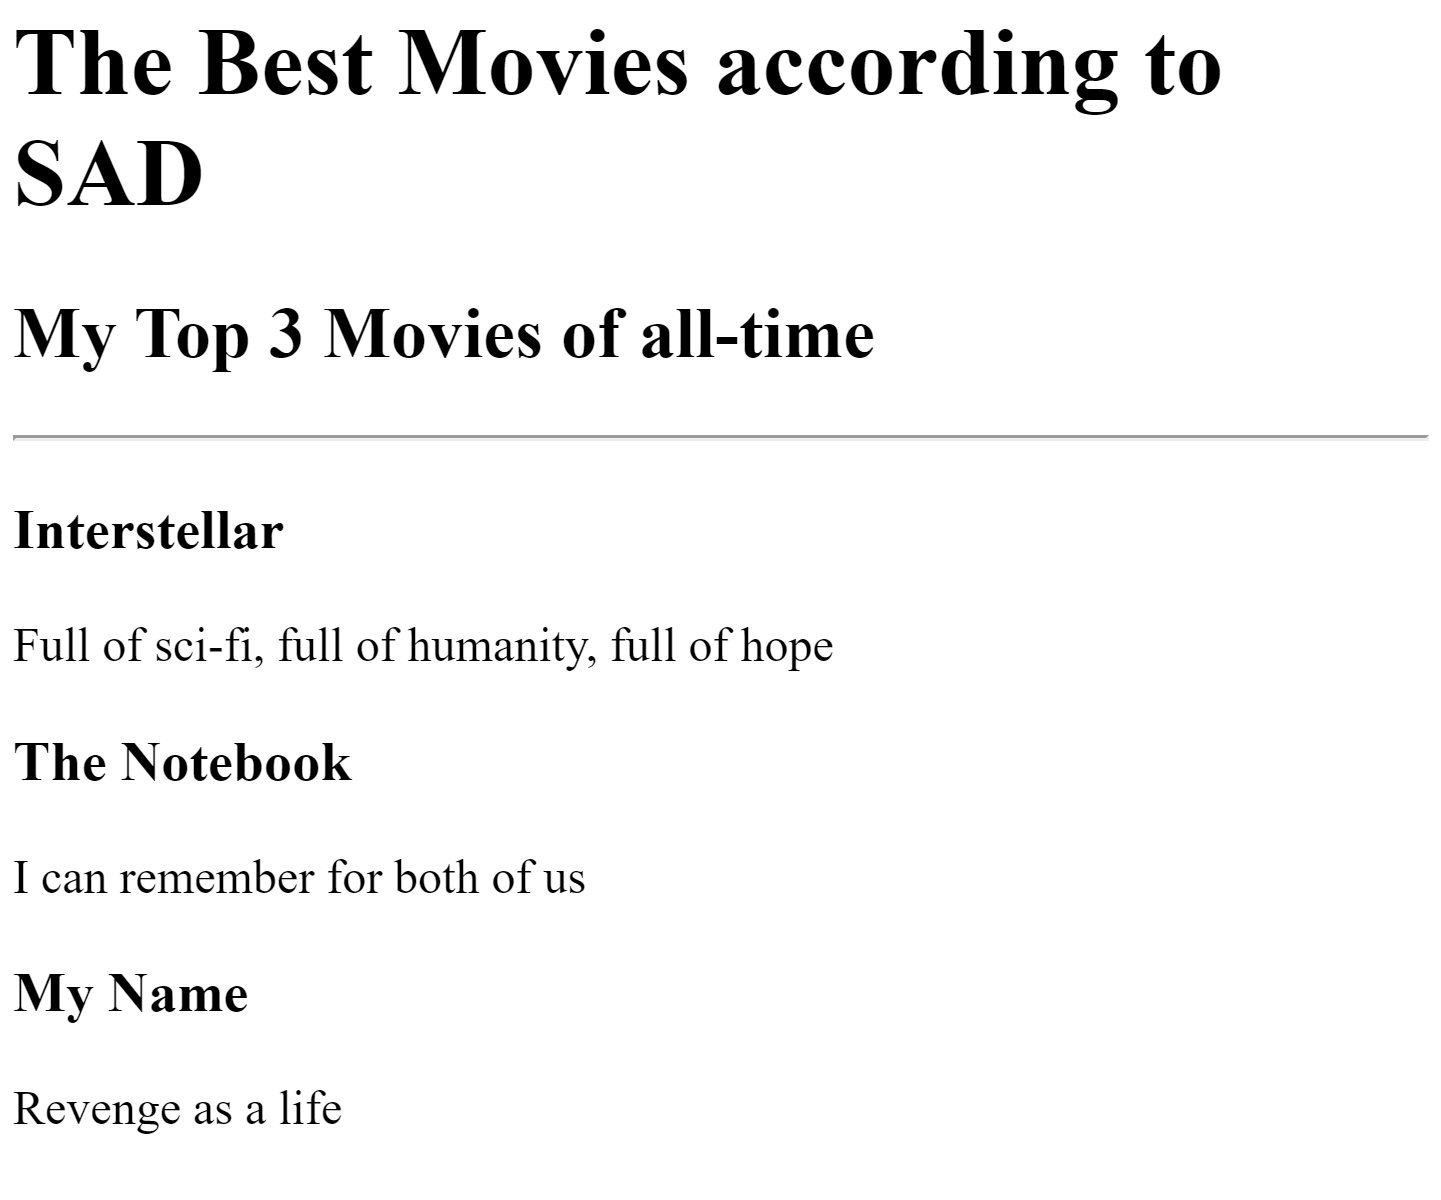 The Best Movies according to
SAD
My Top 3 Movies of all-time
Interstellar
Full of sci-fi, full of humanity, full of hope
The Notebook
I can remember for both of us
My Name
Revenge as a life